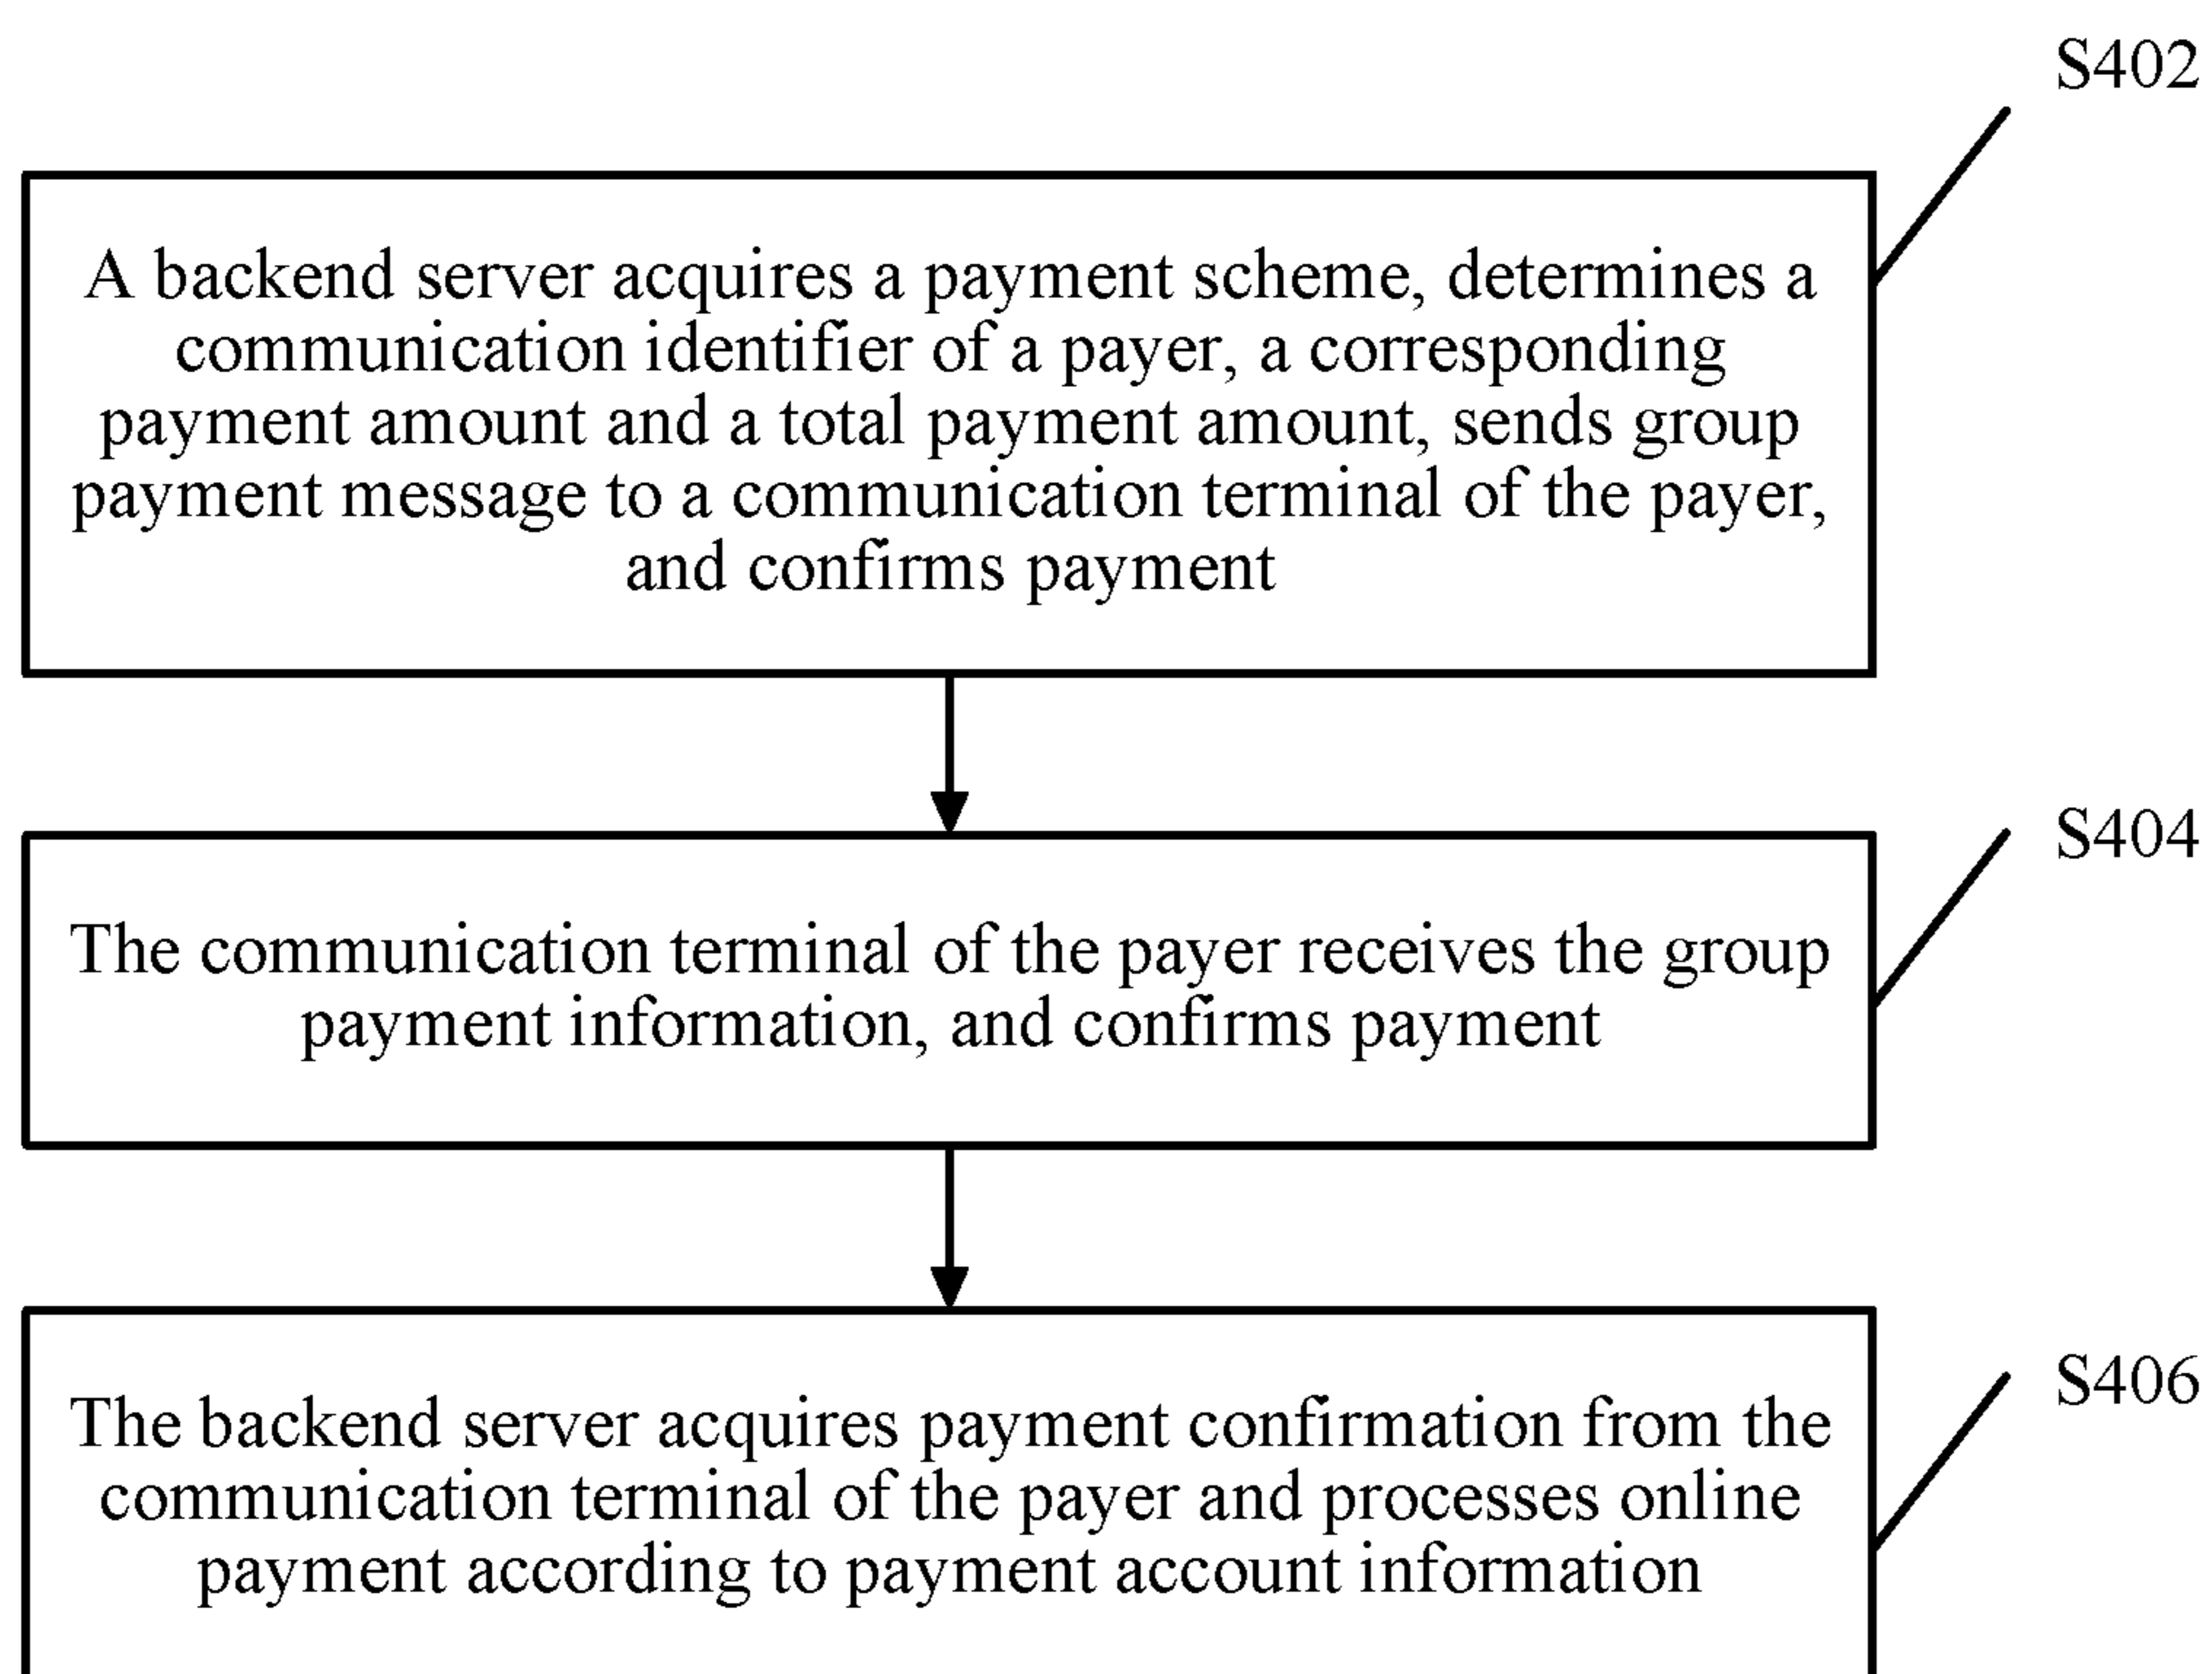 S402
A backend server acquires a payment scheme, determines a
communication identifier of a payer, a corresponding
payment amount and a total payment amount, sends group
payment message to a communication terminal of the payer,
and confirms payment
S404
The communication terminal of the payer receives the group
payment information, and confirms payment
S406
The backend server acquires payment confirmation from the
communication terminal of the payer and processes online
payment according to payment account information